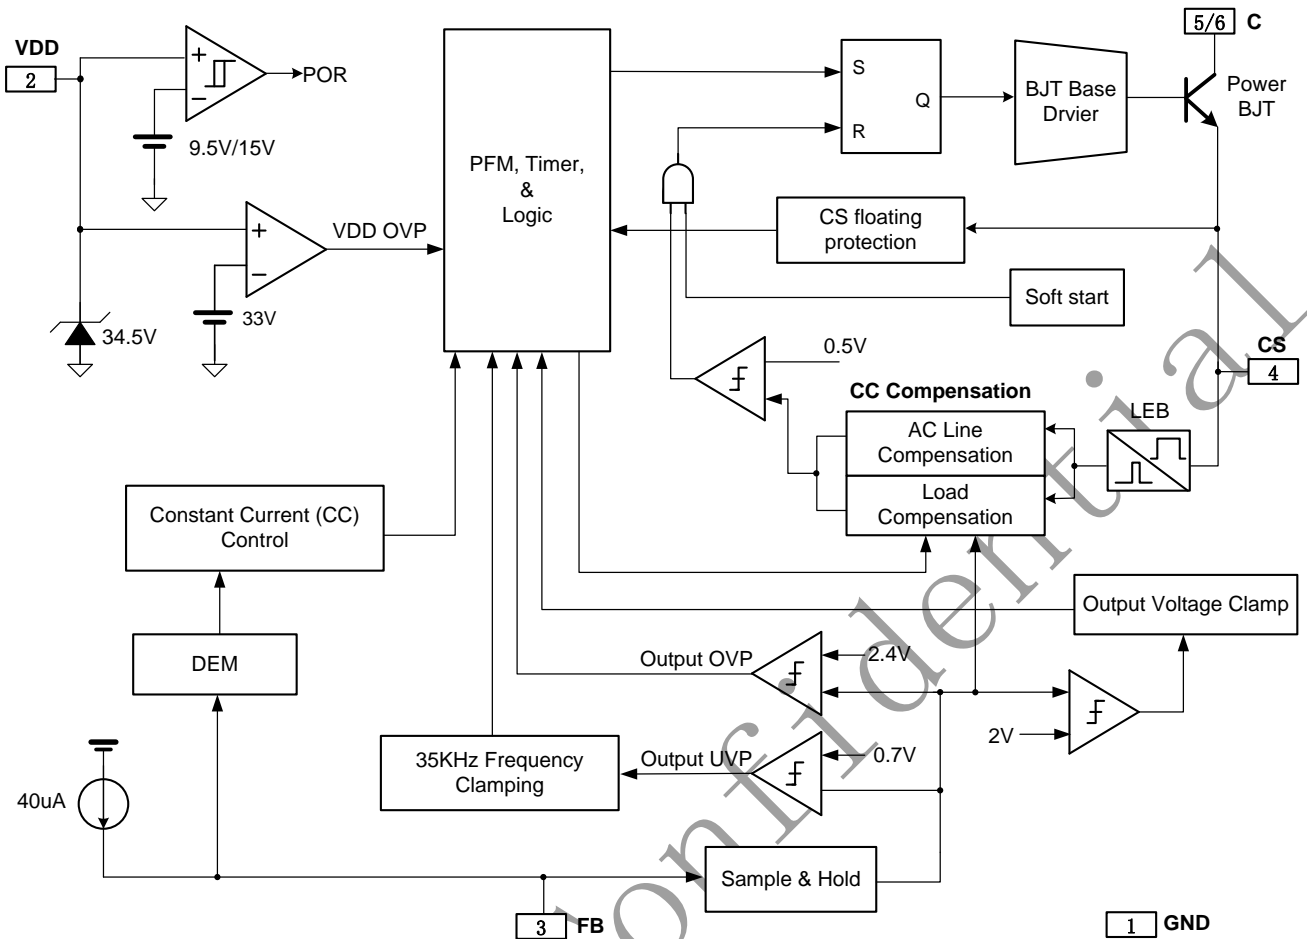 VDD
2
POR
9.5V/15V
VDD OVP
33V
34.5V
PFM, Timer,
&
Logic
S
R
Q
BJT Base
Drvier
5/6
C
Power
BJT
CS floating
protection
Soft start
0.5V
CS
4
CC Compensation
AC Line
Compensation
Load
Compensation
LEB
Constant Current (CC)
Control
DEM
Output Voltage Clamp
Output OVP
2.4V
2V
35KHz Frequency
Clamping
Output UVP
0.7V
40uA
Sample & Hold
3
FB
1
GND
onfidential